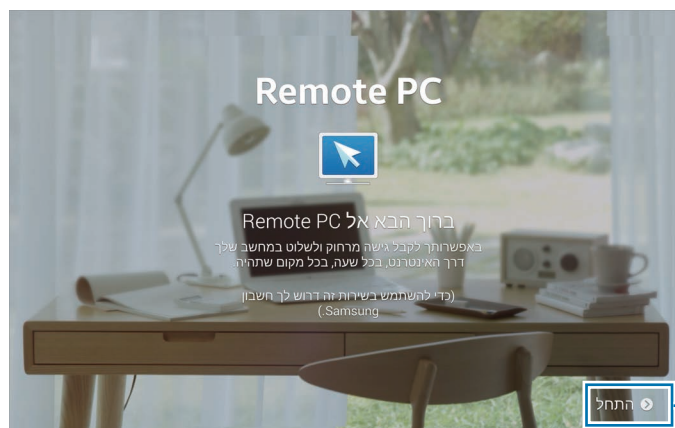 Remote PC
ברוך הבא אל Remote PC
באפשרותך לקבל גישה מרחוק ולשלוט במחשב שלך
דרך האינטרנט, בכל שעה, בכל מקום שתהיה.
(כדי להשתמש בשירות זה דרוש לך חשבון
Samsung.)
התחל